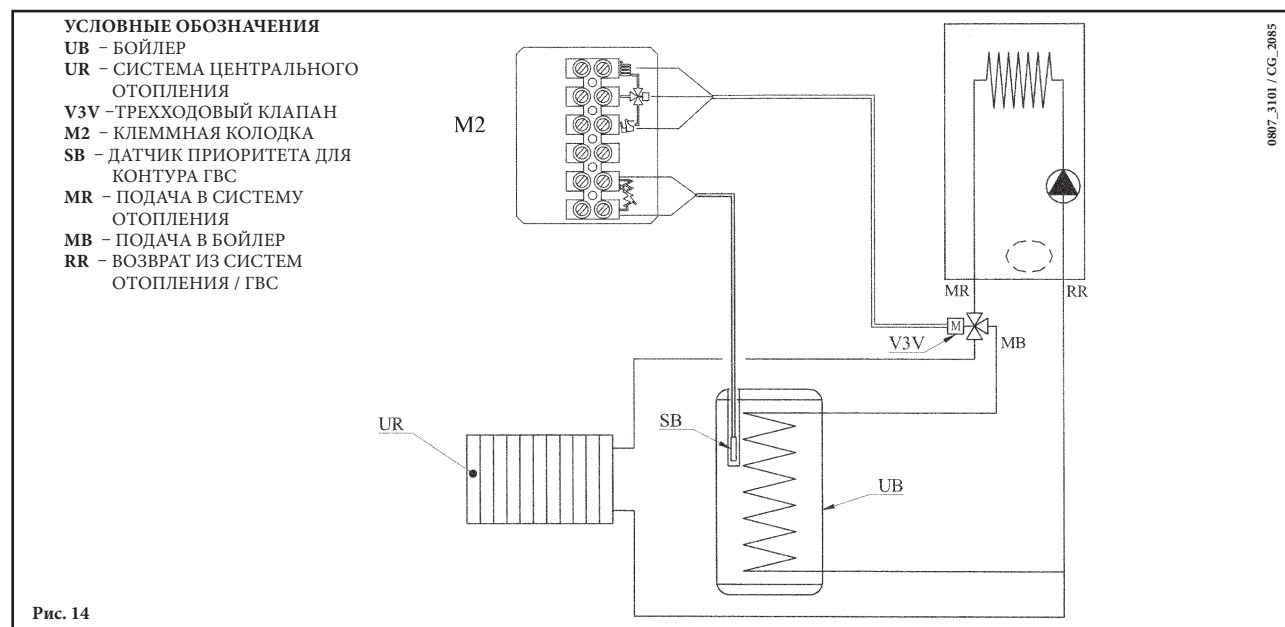 УСЛОВНЫЕ ОБОЗНАЧЕНИЯ
UB – БОЙЛЕР
UR – СИСТЕМА ЦЕНТРАЛЬНОГО
ОТОПЛЕНИЯ
V3V –ТРЕХХОДОВЫЙ КЛАПАН
M2 – КЛЕММНАЯ КОЛОДКА
SB – ДАТЧИК ПРИОРИТЕТА ДЛЯ
КОНТУРА ГВС
MR – ПОДАЧА В СИСТЕМУ
ОТОПЛЕНИЯ
MB – ПОДАЧА В БОЙЛЕР
RR – ВОЗВРАТ ИЗ СИСТЕМ
ОТОПЛЕНИЯ / ГВС
M2
0807_3101 / CG_2085
MR
RR
M
V3V
MB
UR
SB
UB
Рис. 14